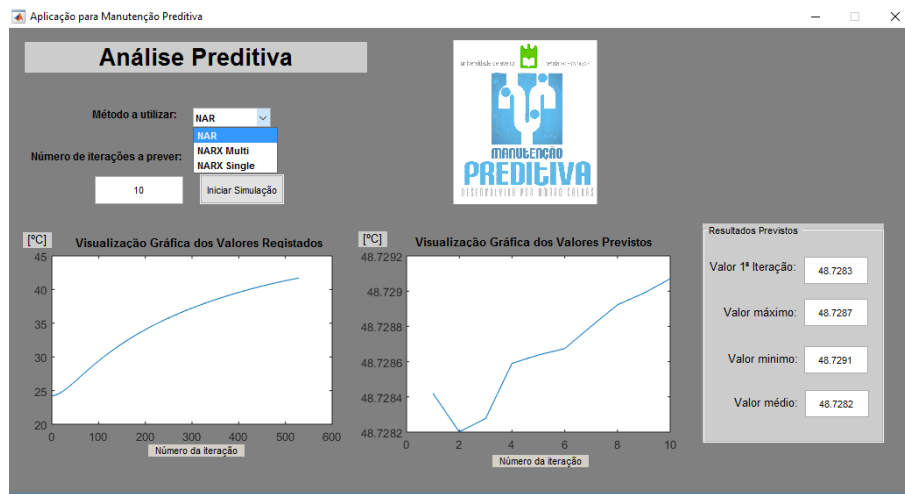 Aplicação para Manutenção Preditiva
Análise Preditiva
Método a utilizar:
NAR
NAR
NARX Multi
NARX Single
Número de iterações a prever:
10
Iniciar Simulação
MANUTENÇÃO
PREDITIVA
[ºC]
Visualização Gráfica dos Valores Registados
45
40
35
30
25
20
0 100 200 300 400 500 600
Número da iteração
[ºC]
Visualização Gráfica dos Valores Previstos
48.7292
48.729
48.7288
48.7286
48.7284
48.7282
0 2 4 6 8 10
Número da iteração
Resultados Previstos
Valor 1ª Iteração: 48.7283
Valor máximo: 48.7287
Valor minimo: 48.7291
Valor médio: 48.7282